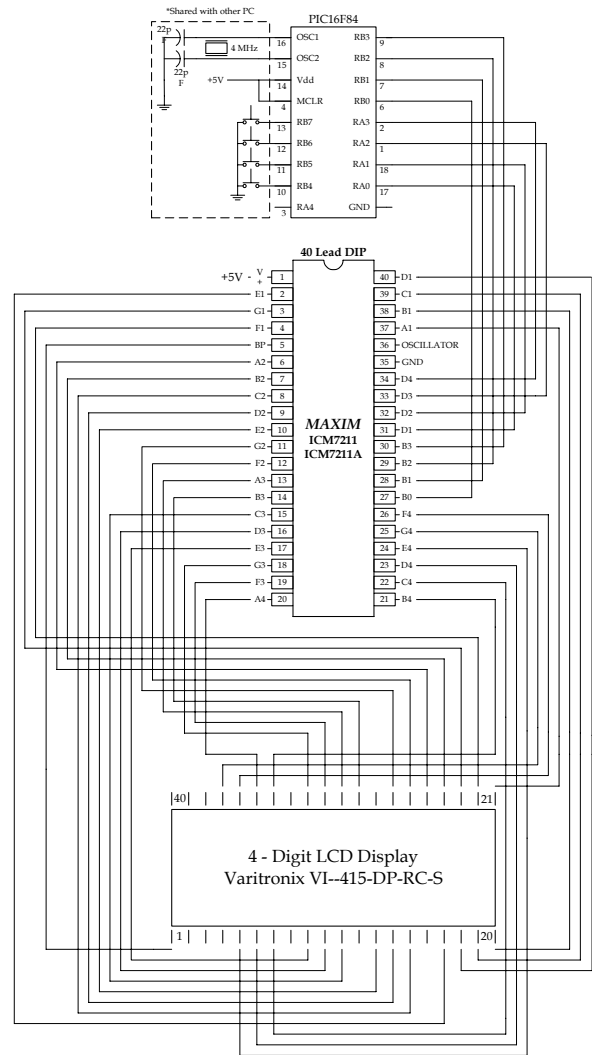 *Shared with other PC
PIC16F84
22p
F
4 MHz
22p
F
+5V
16 OSC1 RB3 9
15 OSC2 RB2 8
14 Vdd RB1 7
4 MCLR RB0 6
13 RB7 RA3 2
12 RB6 RA2 1
11 RB5 RA1 18
10 RB4 RA0 17
3 RA4 GND
40 Lead DIP
+5V - V + 1 40 D1
E1 2 39 C1
G1 3 38 B1
F1 4 37 A1
BP 5 36 OSCILLATOR
A2 6 35 GND
B2 7 34 D4
C2 8 33 D3
D2 9 32 D2
E2 10 31 D1
G2 11 30 B3
F2 12 29 B2
A3 13 28 B1
B3 14 27 B0
C3 15 26 F4
D3 16 25 G4
E3 17 24 E4
G3 18 23 D4
F3 19 22 C4
A4 20 21 B4
MAXIM
ICM7211
ICM7211A
40 21
4 - Digit LCD Display
Varitronix VI--415-DP-RC-S
1 20